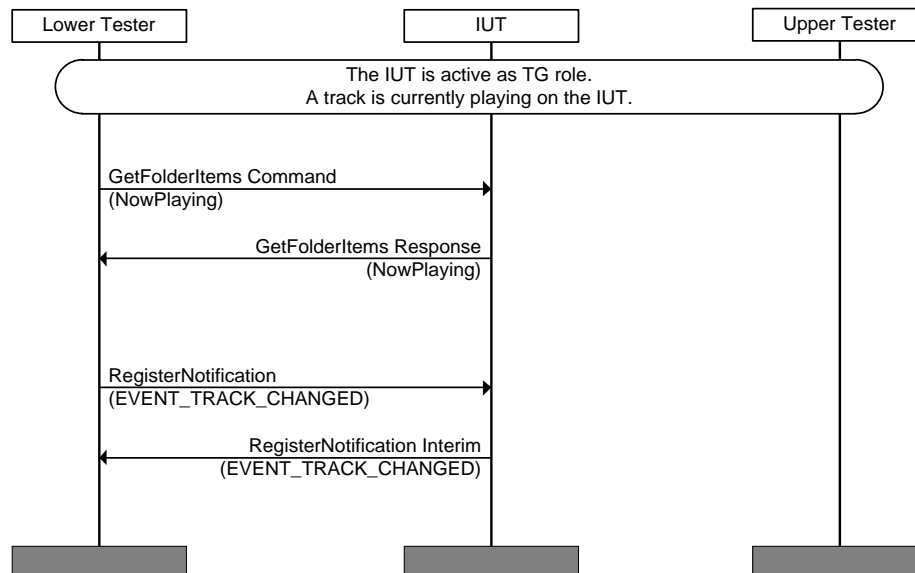 Lower Tester
IUT
Upper Tester
The IUT is active as TG role.
A track is currently playing on the IUT.
GetFolderItems Command
(NowPlaying)
GetFolderItems Response
(NowPlaying)
RegisterNotification
(EVENT_TRACK_CHANGED)
RegisterNotification Interim
(EVENT_TRACK_CHANGED)